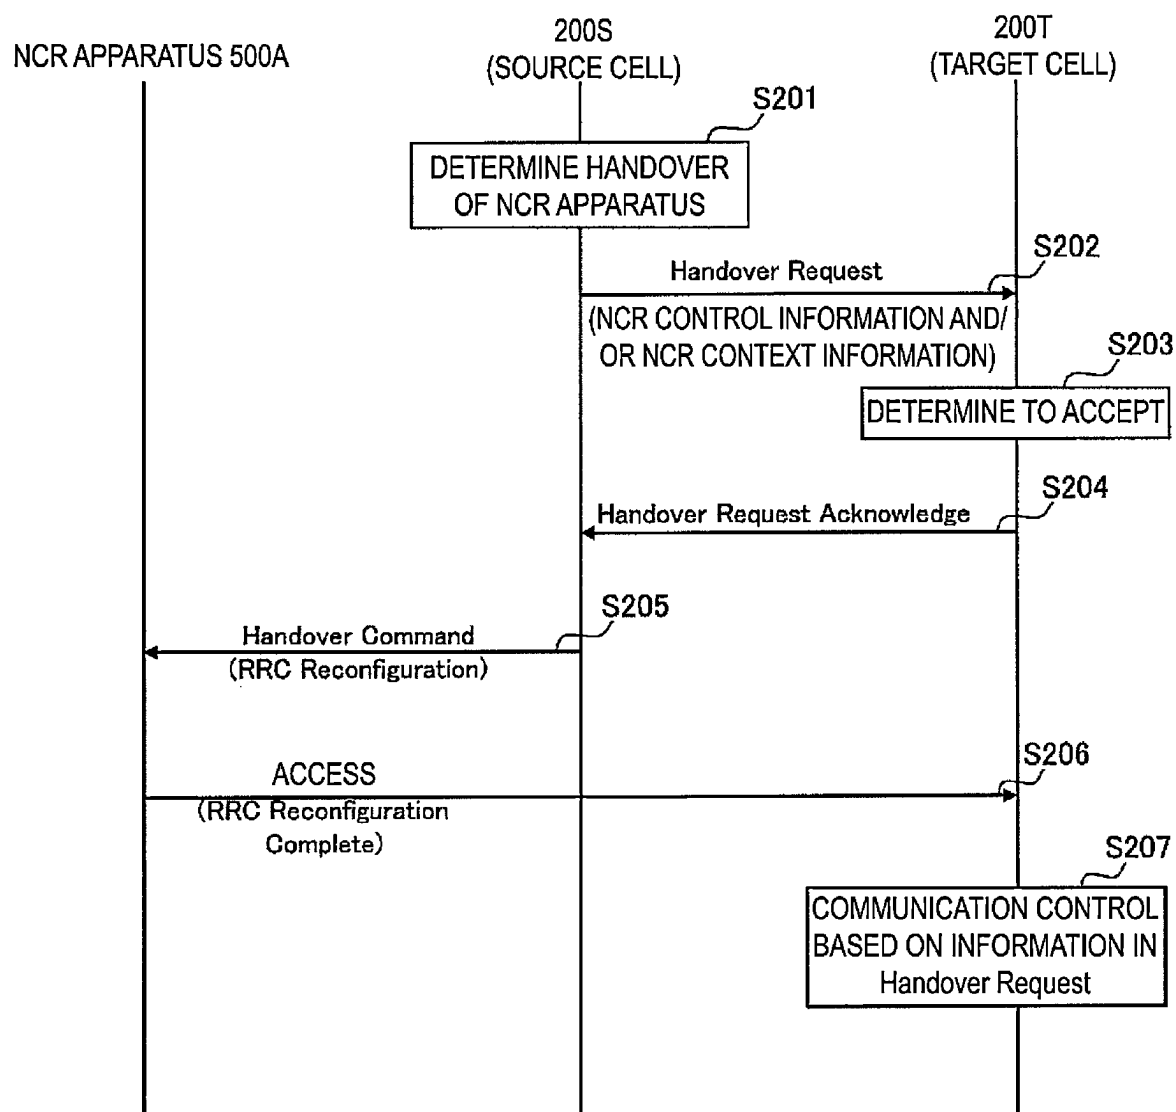 NCR APPARATUS 500A
200S
(SOURCE CELL)
200T
(TARGET CELL)
S201
DETERMINE HANDOVER
OF NCR APPARATUS
S202
Handover Request
(NCR CONTROL INFORMATION AND/
OR NCR CONTEXT INFORMATION)
S203
DETERMINE TO ACCEPT
S204
Handover Request Acknowledge
S205
Handover Command
(RRC Reconfiguration)
S206
ACCESS
(RRC Reconfiguration
Complete)
S207
COMMUNICATION CONTROL
BASED ON INFORMATION IN
Handover Request